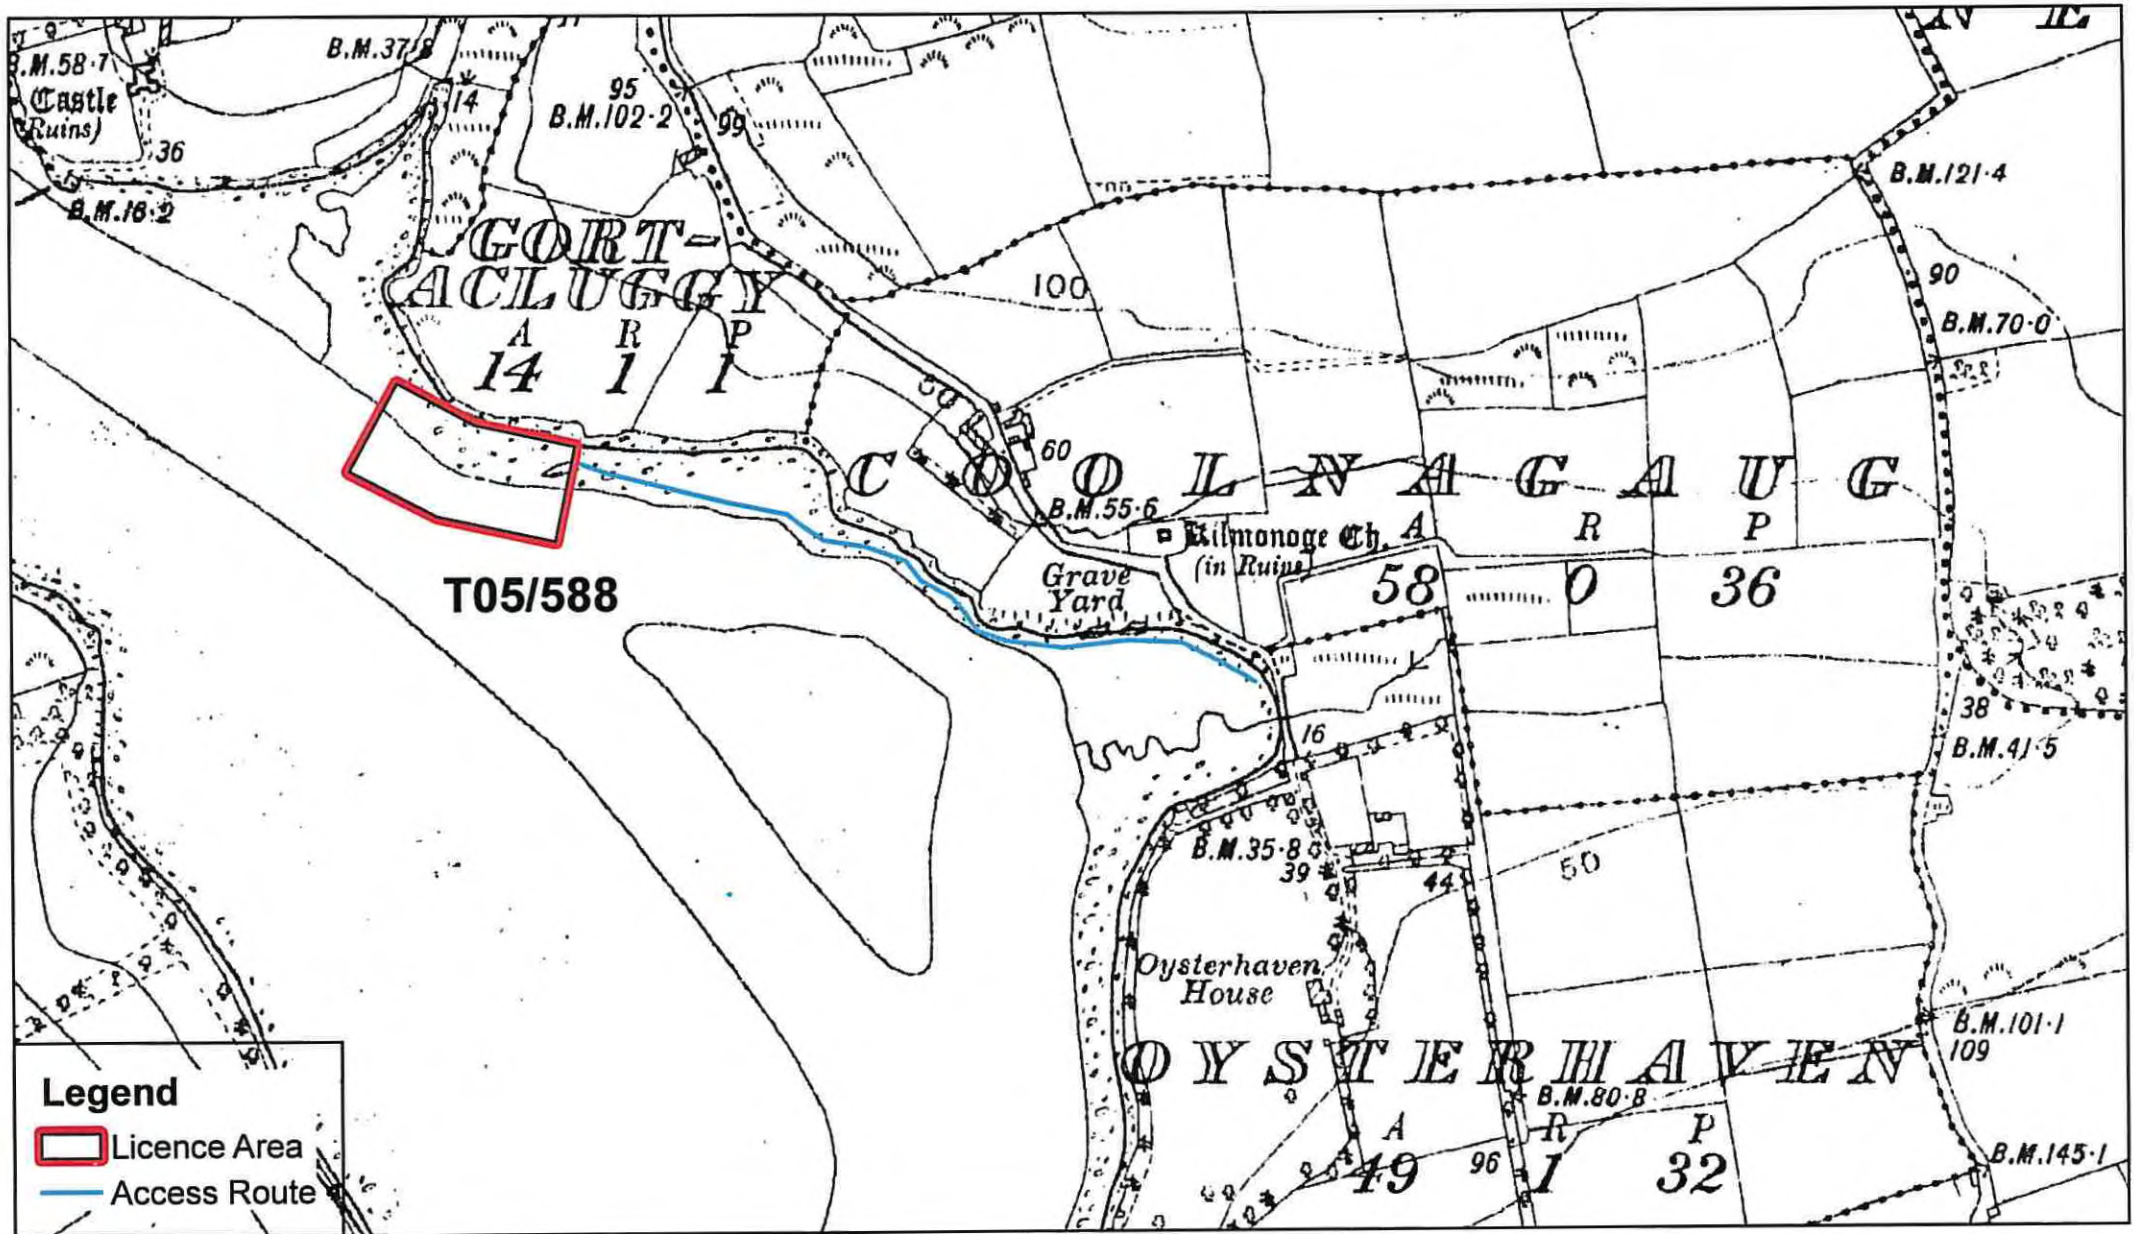 N E
B.M.37·8
B.M.58·7
Castle
(Ruins)
14
36
B.M.16·2
95
B.M.102·2
99
B.M.121·4
GORT-
ACLUGGY
A R P
14 1 1
100
90
B.M.70·0
60
60
COOLNAGAUG
B.M.55·6
Kilmonoge Ch.
(in Ruins)
A R P
58 0 36
Grave
Yard
T05/588
16
38
B.M.41·5
B.M.35·8
39
44
50
Oysterhaven
House
B.M.101·1
109
OYSTERHAVEN
B.M.80·8
A R P
49 1 32
96
B.M.145·1
Legend
Licence Area
Access Route